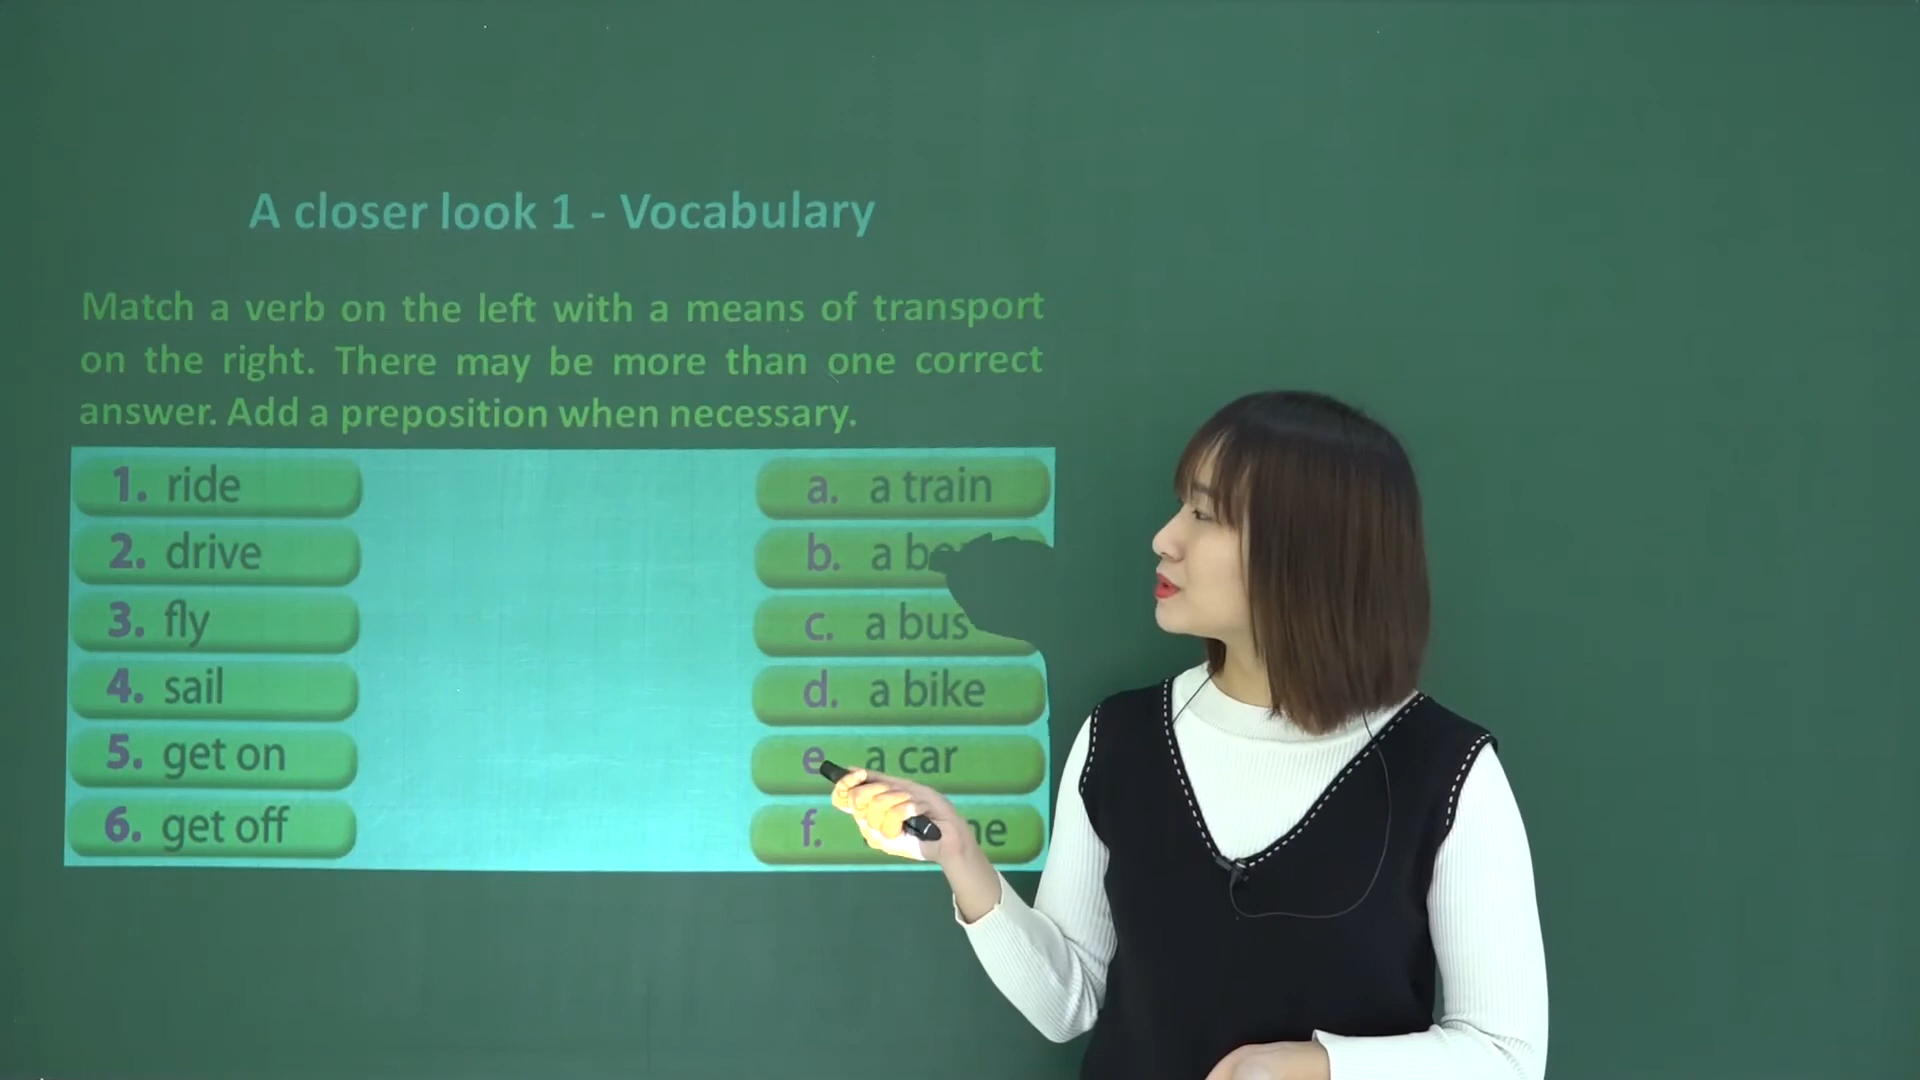 A closer look 1 - Vocabulary
Match a verb on the left with a means of transport
on the right. There may be more than one correct
answer. Add a preposition when necessary.
1. ride
a. a train
2. drive
b. a
3. fly
c. a bus
4. sail
d. a bike
5. get on
e a car
6. get off
f.